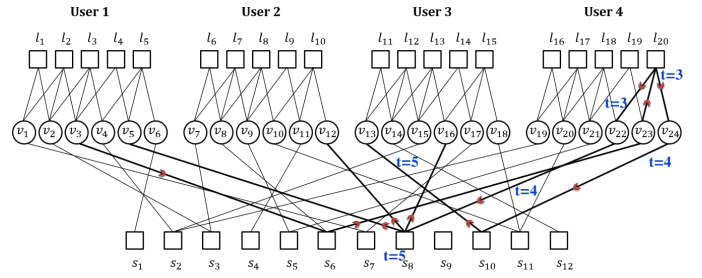 User 1 User 2 User 3 User 4
l₁ l₂ l₃ l₄ l₅ l₆ l₇ l₈ l₉ l₁₀ l₁₁ l₁₂ l₁₃ l₁₄ l₁₅ l₁₆ l₁₇ l₁₈ l₁₉ l₂₀
t=3
t=3
v₁ v₂ v₃ v₄ v₅ v₆ v₇ v₈ v₉ v₁₀ v₁₁ v₁₂ v₁₃ v₁₄ v₁₅ v₁₆ v₁₇ v₁₈ v₁₉ v₂₀ v₂₁ v₂₂ v₂₃ v₂₄
t=5 t=4
t=4
t=5
s₁ s₂ s₃ s₄ s₅ s₆ s₇ s₈ s₉ s₁₀ s₁₁ s₁₂